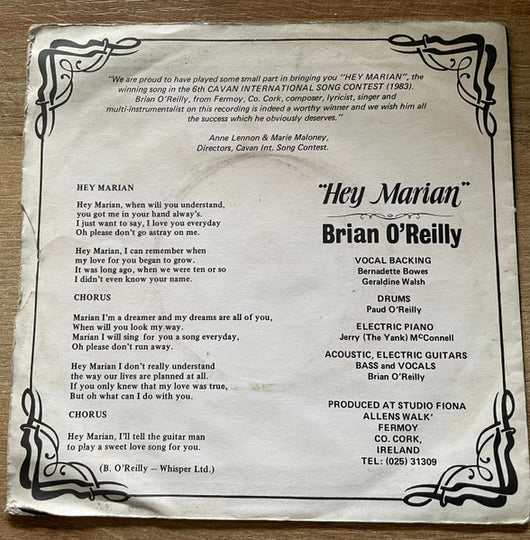 "We are proud to have played some small part in bringing you "HEY MARIAN", the
winning song in the 6th CAVAN INTERNATIONAL SONG CONTEST (1983).
Brian O'Reilly, from Fermoy, Co. Cork, composer, lyricist, singer and
multi-instrumentalist on this recording is indeed a worthy winner and we wish him all
the success which he obviously deserves."
Anne Lennon & Marie Maloney,
Directors, Cavan Int. Song Contest.
HEY MARIAN
Hey Marian, when will you understand,
you got me in your hand alway's.
I just want to say, I love you everyday
Oh please don't go astray on me.
Hey Marian, I can remember when
my love for you began to grow.
It was long ago, when we were ten or so
I didn't even know your name.
CHORUS
Marian I'm a dreamer and my dreams are all of you,
When will you look my way.
Marian I will sing for you a song everyday,
Oh please don't run away.
Hey Marian I don't really understand
the way our lives are planned at all.
If you only knew that my love was true,
But oh what can I do with you.
CHORUS
Hey Marian, I'll tell the guitar man
to play a sweet love song for you.
(B. O'Reilly — Whisper Ltd.)
"Hey Marian"
Brian O'Reilly
VOCAL BACKING
Bernadette Bowes
Geraldine Walsh
DRUMS
Paud O'Reilly
ELECTRIC PIANO
Jerry (The Yank) McConnell
ACOUSTIC, ELECTRIC GUITARS
BASS and VOCALS
Brian O'Reilly
PRODUCED AT STUDIO FIONA
ALLENS WALK'
FERMOY
CO. CORK,
IRELAND
TEL: (025) 31309